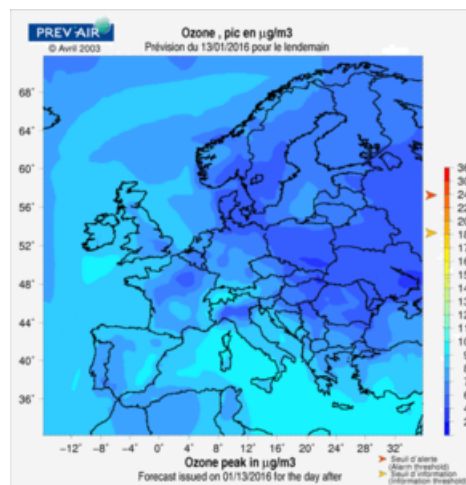 PREV'AIR
© Avril 2003
Ozone , pic en µg/m3
Prévision du 13/01/2016 pour le lendemain
68°
64°
60°
56°
52°
48°
44°
40°
36°
-12° -8° -4° 0° 4° 8° 12° 16° 20° 24° 28° 32°
Ozone peak in µg/m3
Forecast issued on 01/13/2016 for the day after
Seuil d'alerte
(Alarm threshold)
Seuil d'information
(Information threshold)